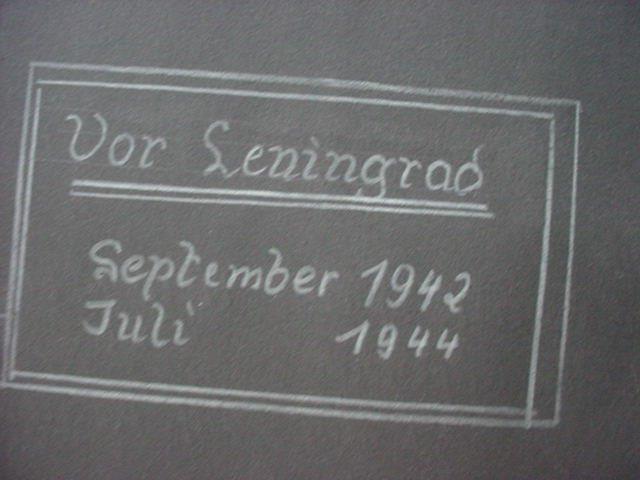 Vor Leningrad
September 1942
Juli 1944